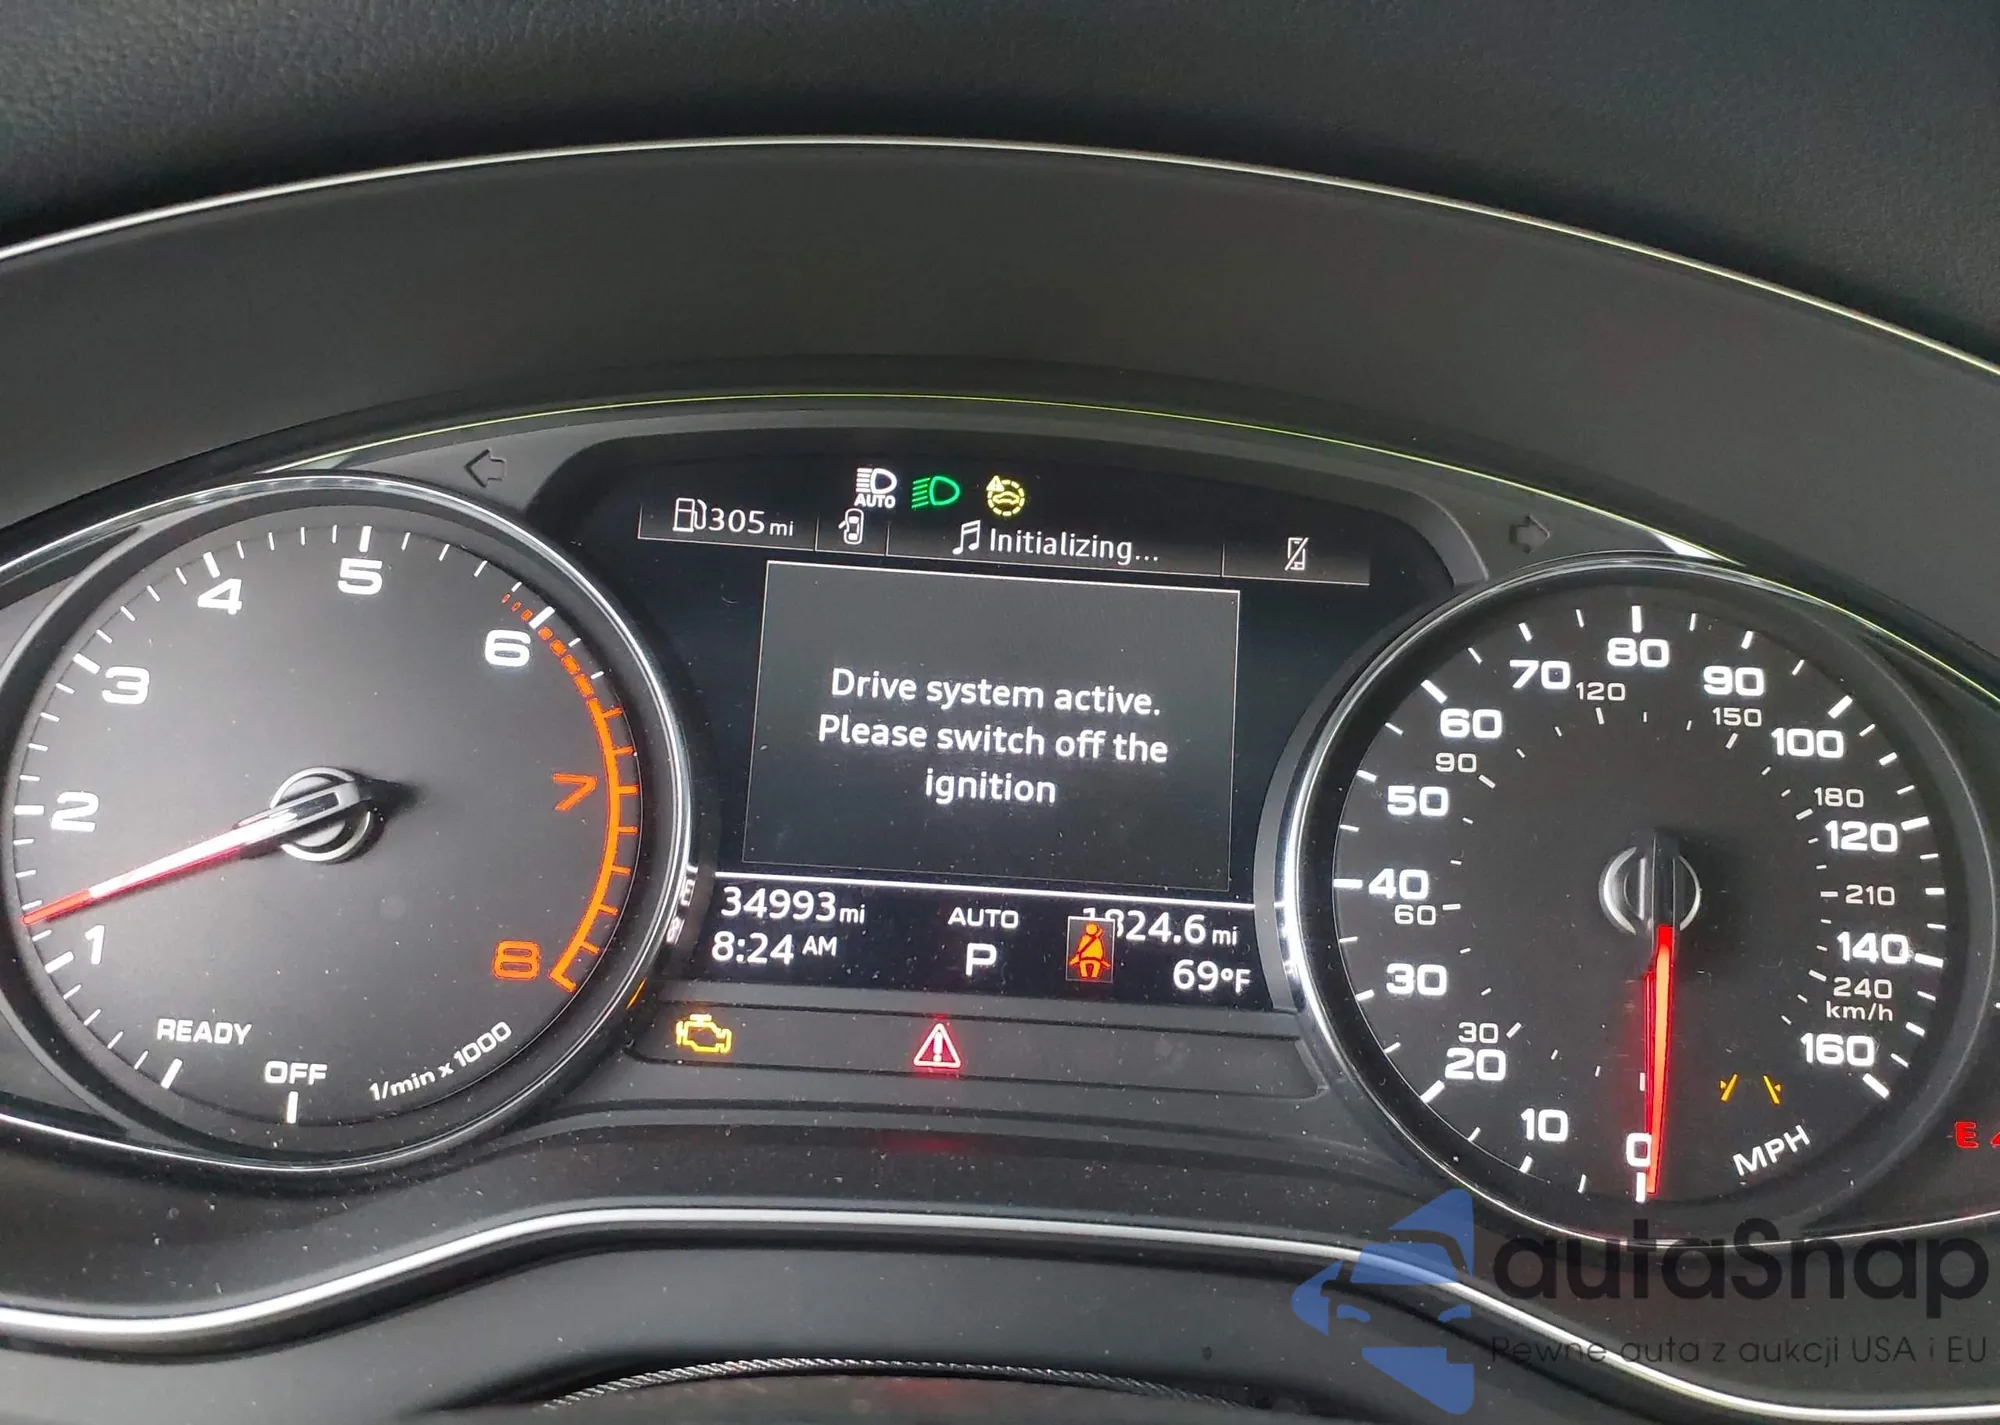 AUTO
305 mi
Initializing...
Drive system active.
Please switch off the
ignition
34993 mi
AUTO
824.6 mi
8:24 AM
P
69°F
1
2
3
4
5
6
7
8
READY
OFF
1/min x 1000
0
10
20
30
40
50
60
70
80
90
100
120
140
160
30
60
90
120
150
180
210
240
km/h
MPH
E
autaSnap
Pewne auta z aukcji USA i EU